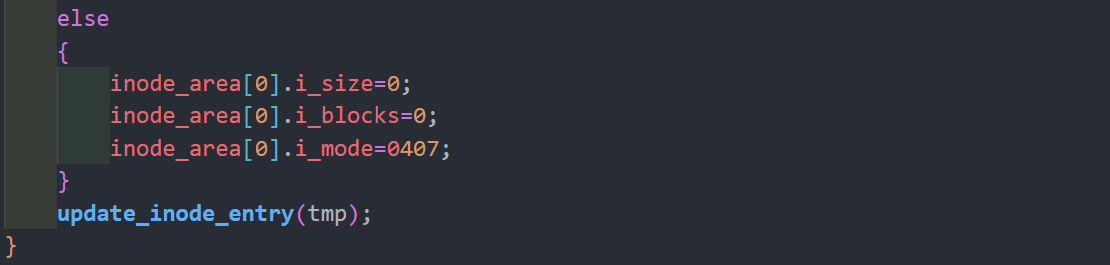 else
{
inode_area[0].i_size=0;
inode_area[0].i_blocks=0;
inode_area[0].i_mode=0407;
}
update_inode_entry(tmp);
}